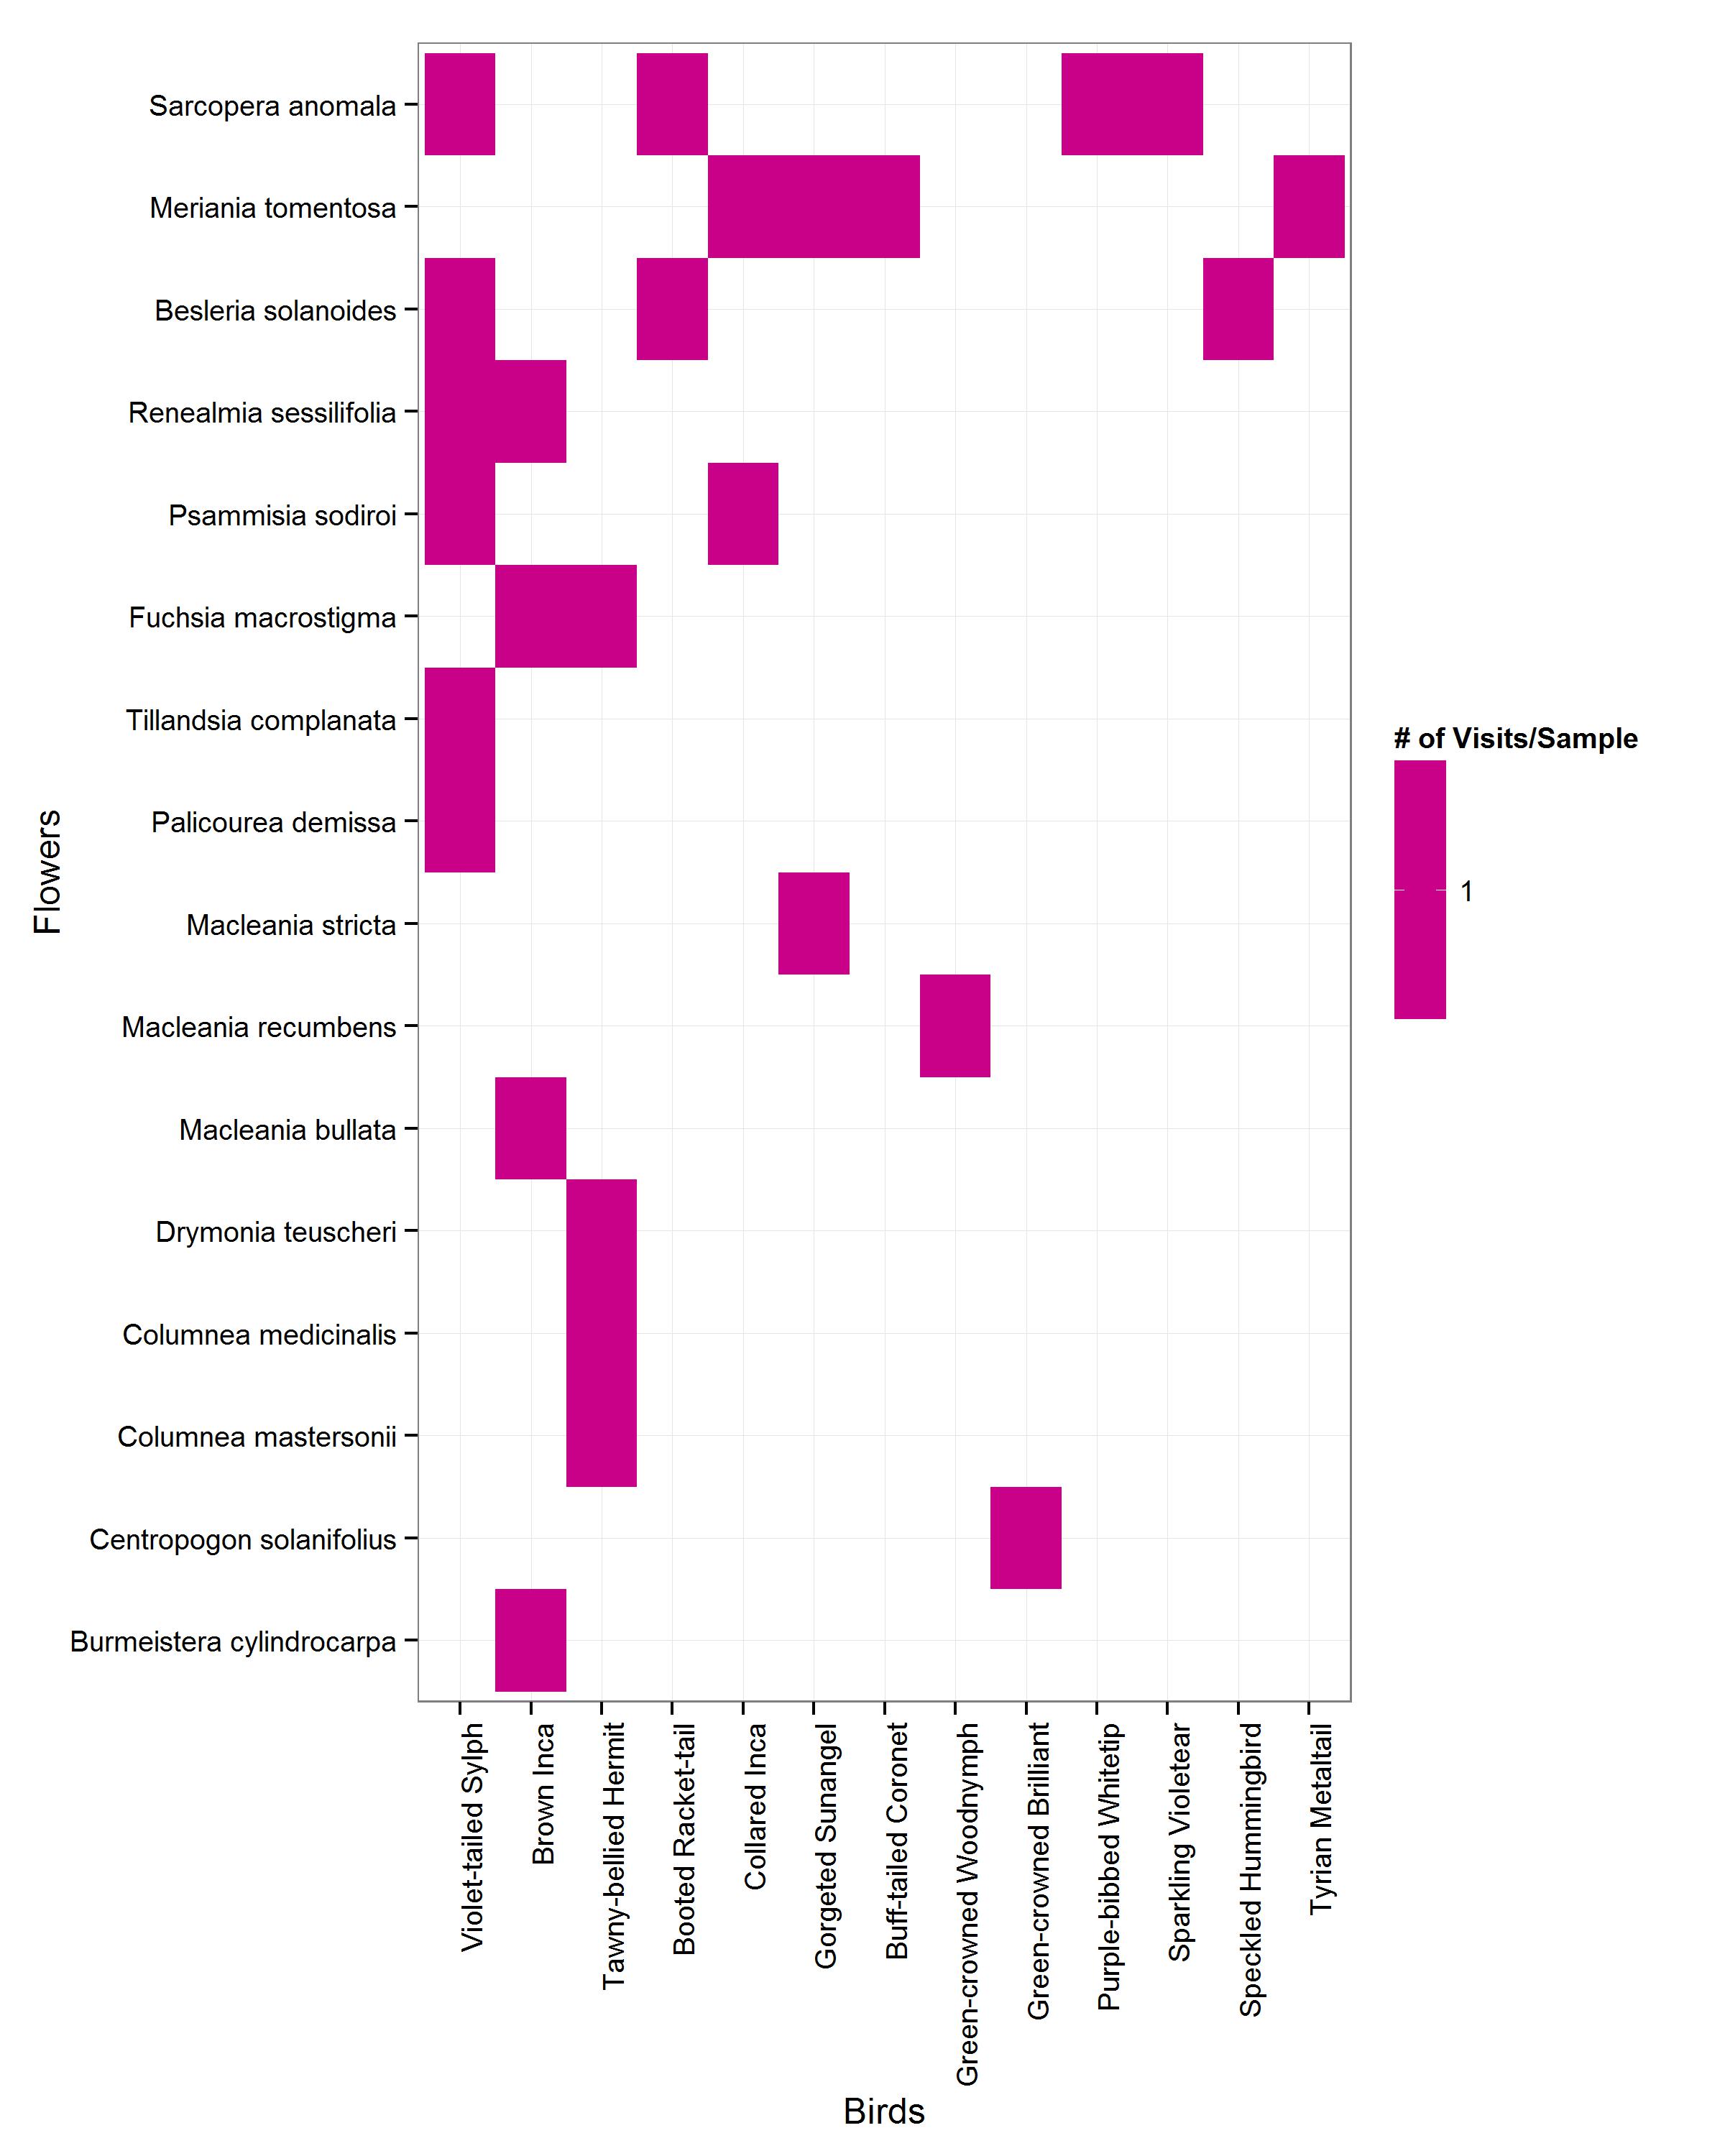 Sarcopera anomala
Meriania tomentosa
Besleria solanoides
Renealmia sessilifolia
Psammisia sodiroi
Fuchsia macrostigma
Tillandsia complanata
Palicourea demissa
Macleania stricta
Macleania recumbens
Macleania bullata
Drymonia teuscheri
Columnea medicinalis
Columnea mastersonii
Centropogon solanifolius
Burmeistera cylindrocarpa
Flowers
Violet-tailed Sylph
Brown Inca
Tawny-bellied Hermit
Booted Racket-tail
Collared Inca
Gorgeted Sunangel
Buff-tailed Coronet
Green-crowned Woodnymph
Green-crowned Brilliant
Purple-bibbed Whitetip
Sparkling Violetear
Speckled Hummingbird
Tyrian Metaltail
Birds
# of Visits/Sample
1